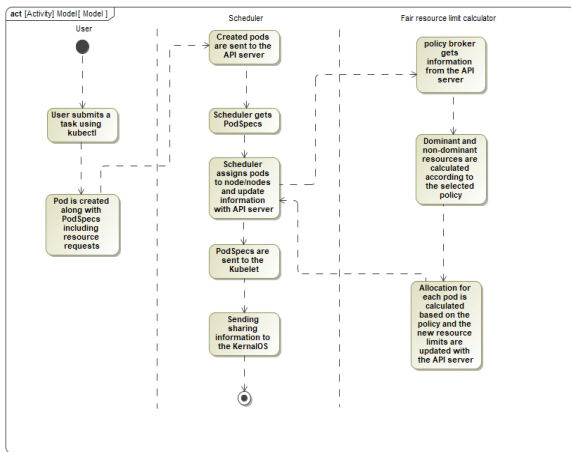 act [Activity] Model[ Model ]
User
Scheduler
Fair resource limit calculator
User submits a
task using
kubectl
Pod is created
along with
PodSpecs
including
resource
requests
Created pods
are sent to the
API server
Scheduler gets
PodSpecs
Scheduler
assigns pods
to node/nodes
and update
information
with API server
PodSpecs are
sent to the
Kubelet
Sending
sharing
information to
the KernalOS
policy broker
gets
information
from the API
server
Dominant and
non-dominant
resources are
calculated
according to
the selected
policy
Allocation for
each pod is
calculated
based on the
policy and the
new resource
limits are
updated with
the API server